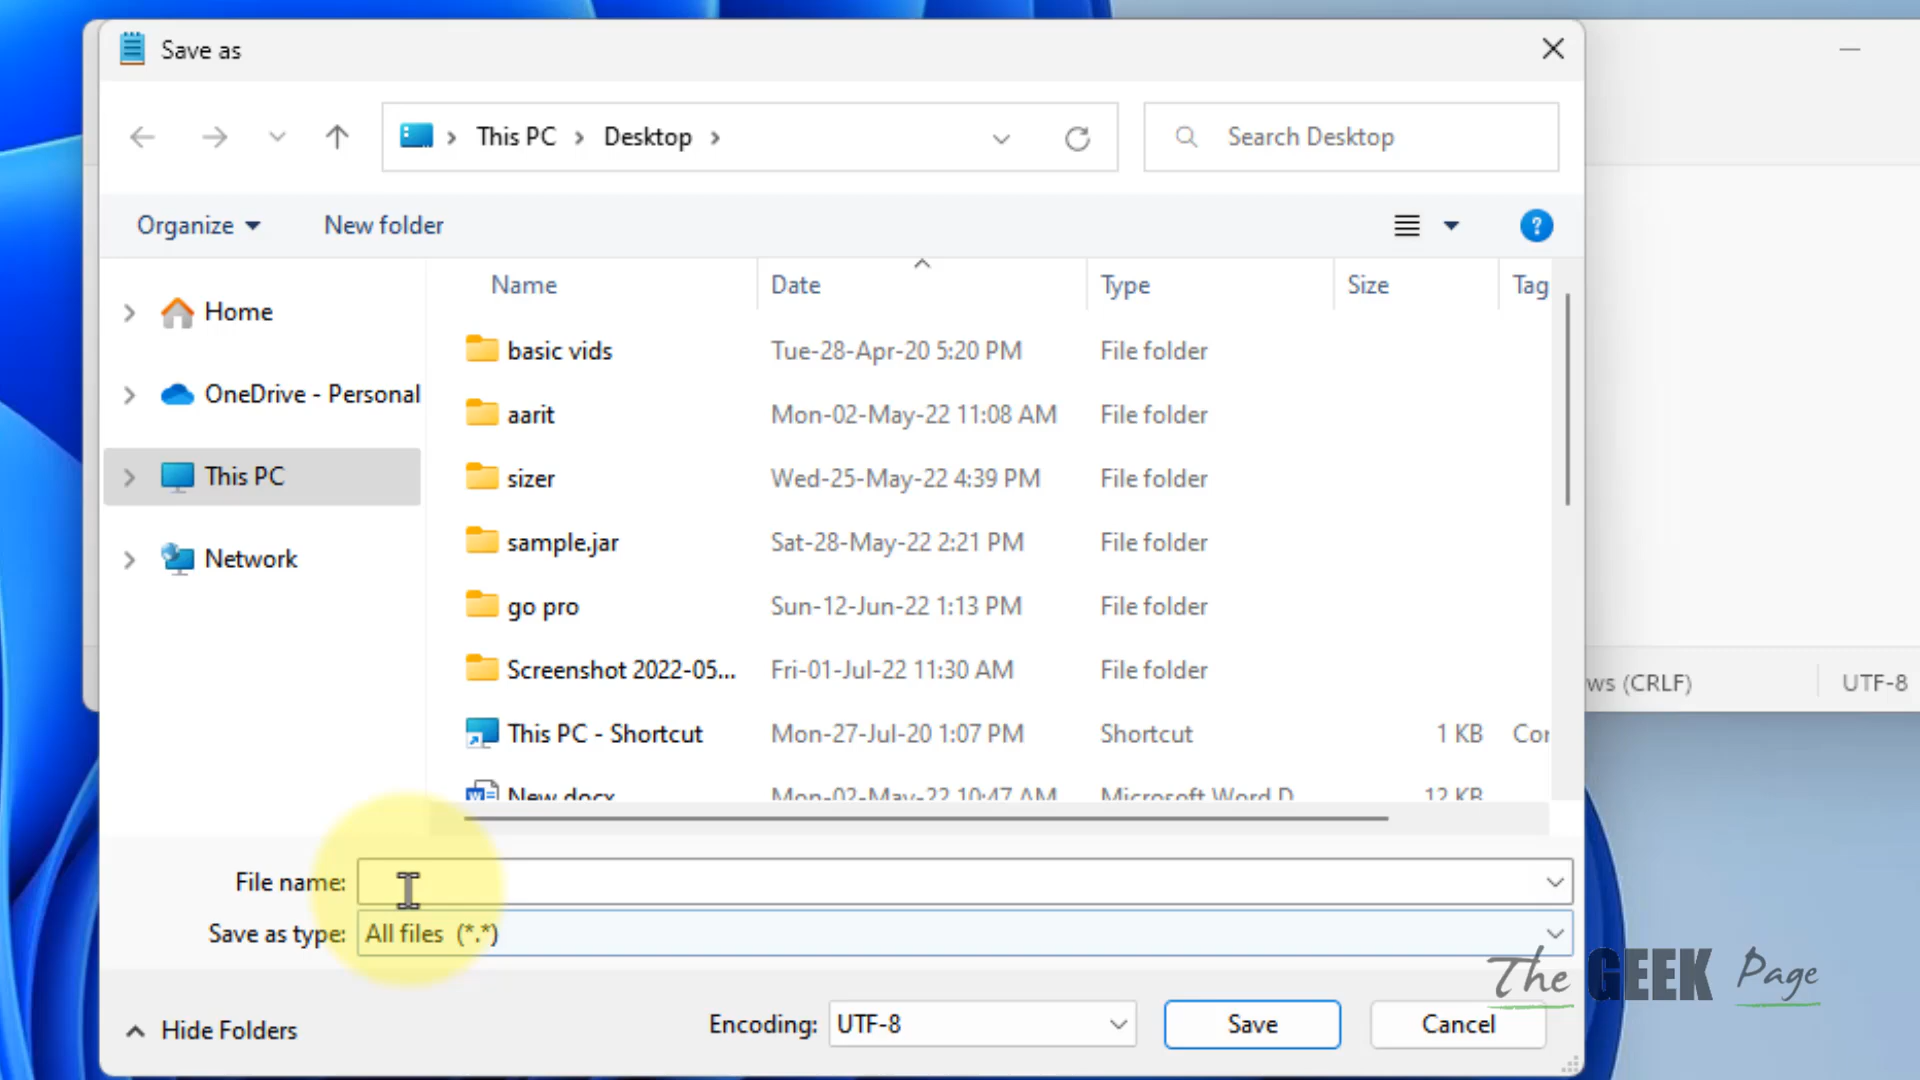 Save as
This PC > Desktop >
Search Desktop
Organize
New folder
?
Name Date Type Size Tag
Home
OneDrive - Personal
This PC
Network
basic vids Tue-28-Apr-20 5:20 PM File folder
aarit Mon-02-May-22 11:08 AM File folder
sizer Wed-25-May-22 4:39 PM File folder
sample.jar Sat-28-May-22 2:21 PM File folder
go pro Sun-12-Jun-22 1:13 PM File folder
Screenshot 2022-05... Fri-01-Jul-22 11:30 AM File folder
This PC - Shortcut Mon-27-Jul-20 1:07 PM Shortcut 1 KB Cor
New.docx Mon-02-May-22 10:47 AM Microsoft Word D 12 KB
ws (CRLF) UTF-8
File name:
Save as type: All files (*.*)
The GEEK Page
Hide Folders
Encoding: UTF-8
Save
Cancel